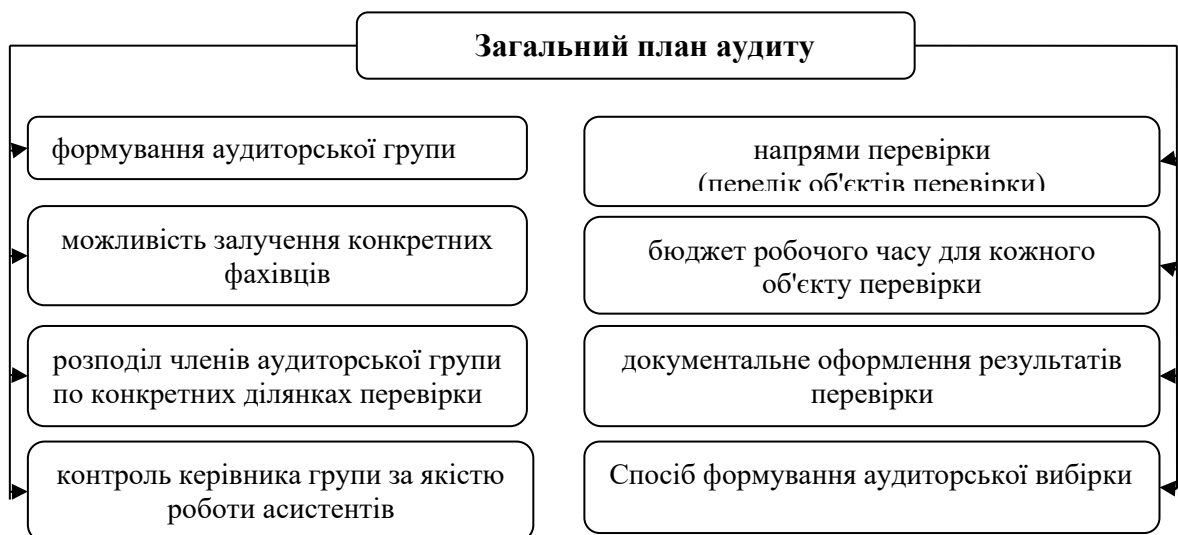 Загальний план аудиту
формування аудиторської групи
можливість залучення конкретних
фахівців
розподіл членів аудиторської групи
по конкретних ділянках перевірки
контроль керівника групи за якістю
роботи асистентів
напрями перевірки
(перелік об'єктів перевірки)
бюджет робочого часу для кожного
об'єкту перевірки
документальне оформлення результатів
перевірки
Спосіб формування аудиторської вибірки